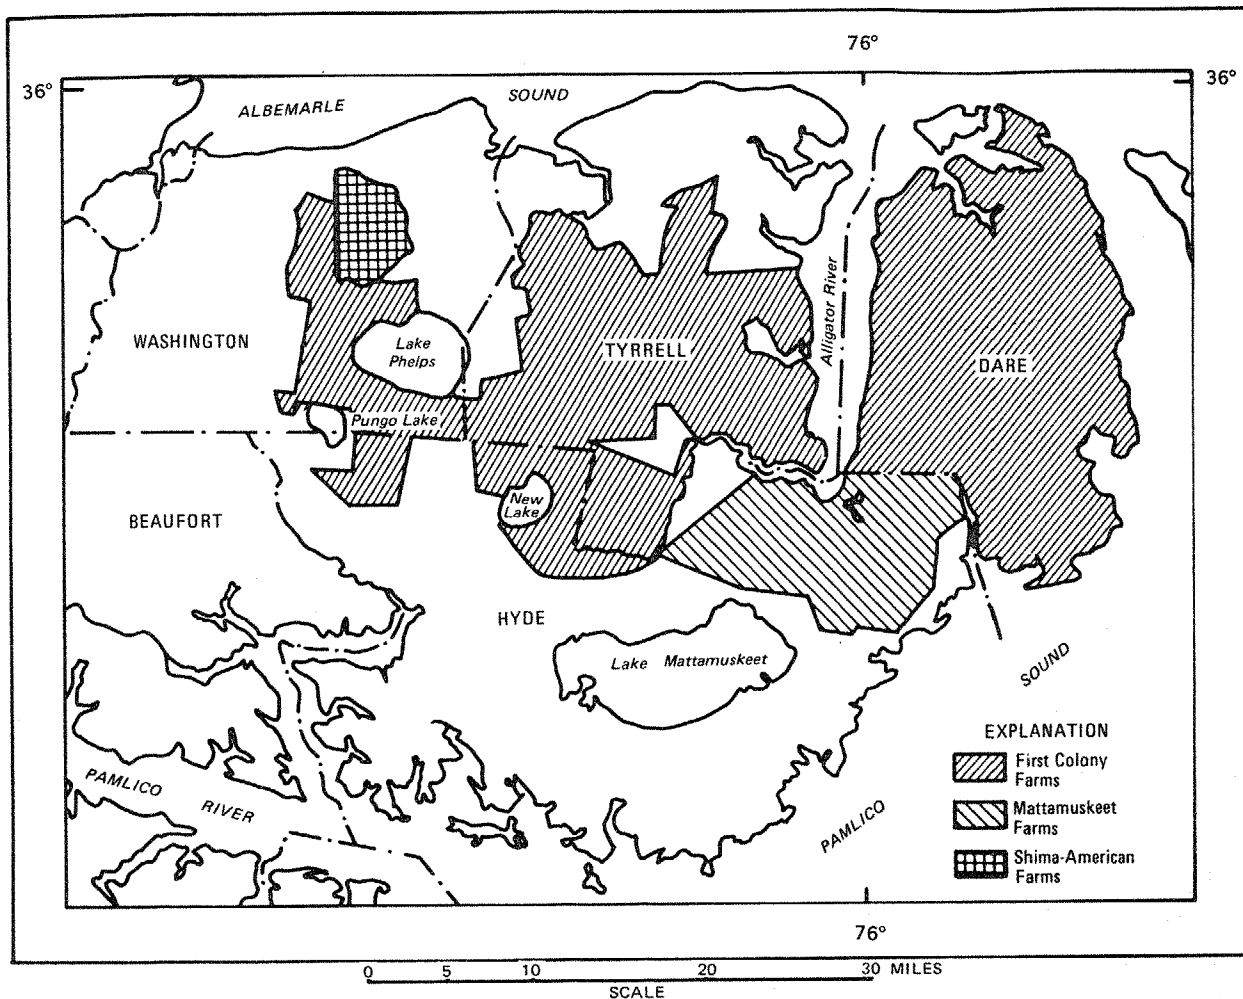 76°
36°
36°
ALBEMARLE
SOUND
Alligator River
WASHINGTON
Lake
Phelps
TYRRELL
DARE
Pungo Lake
New
Lake
BEAUFORT
HYDE
Lake Mattamuskeet
SOUND
PAMLICO
PAMLICO
RIVER
EXPLANATION
First Colony
Farms
Mattamuskeet
Farms
Shima-American
Farms
76°
0 5 10 20 30 MILES
SCALE